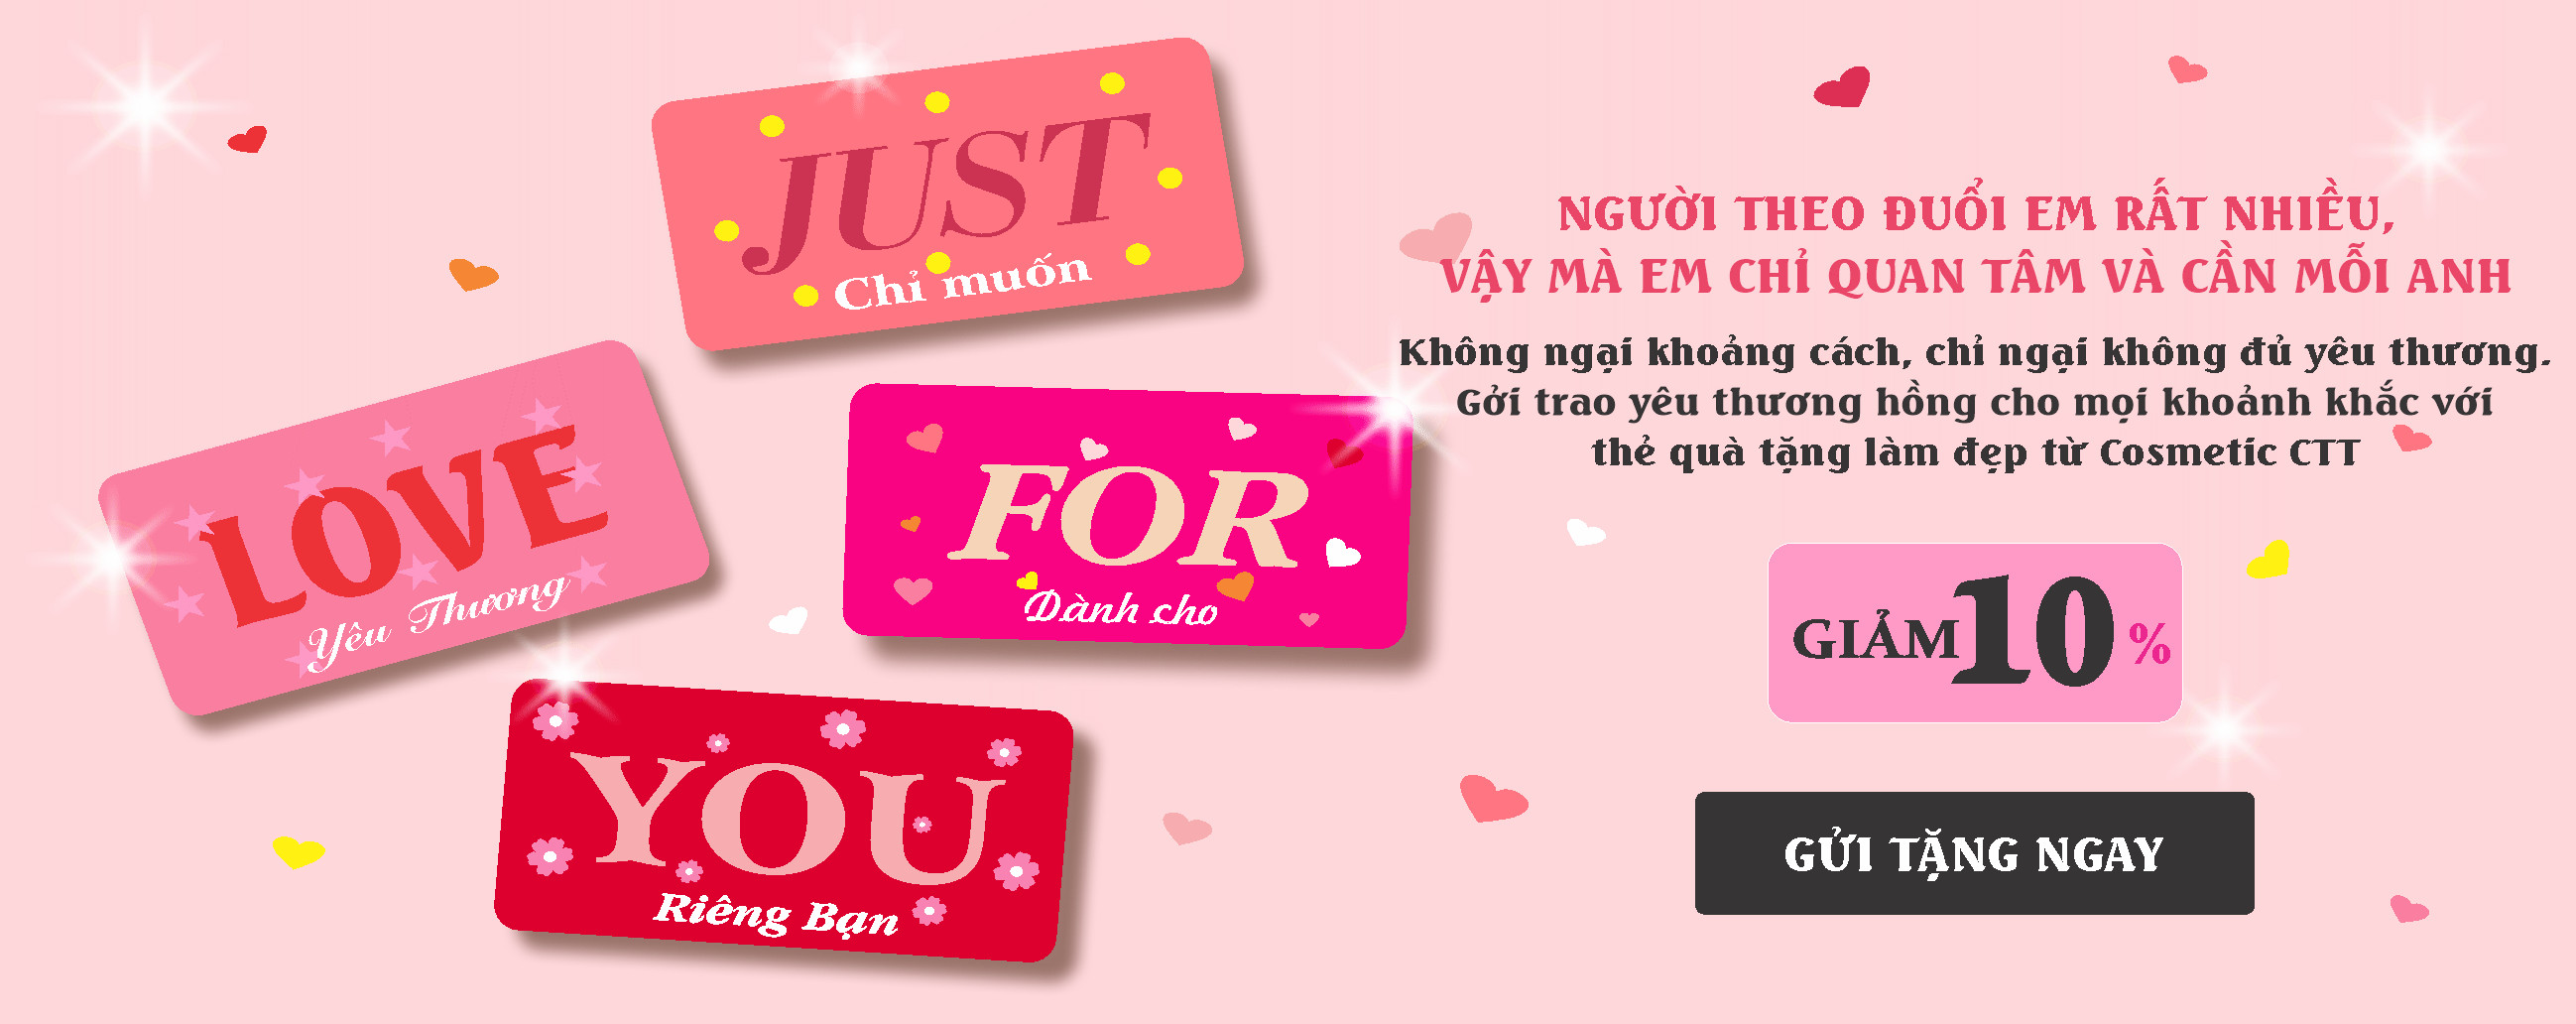 JUST
Chỉ muốn
LOVE
Yêu Thương
FOR
Dành cho
YOU
Riêng Bạn
NGƯỜI THEO ĐUỔI EM RẤT NHIỀU,
VẬY MÀ EM CHỈ QUAN TÂM VÀ CẦN MỖI ANH
Không ngại khoảng cách, chỉ ngại không đủ yêu thương.
Gởi trao yêu thương hồng cho mọi khoảnh khắc với
thẻ quà tặng làm đẹp từ Cosmetic CTT
GIẢM 10 %
GỬI TẶNG NGAY